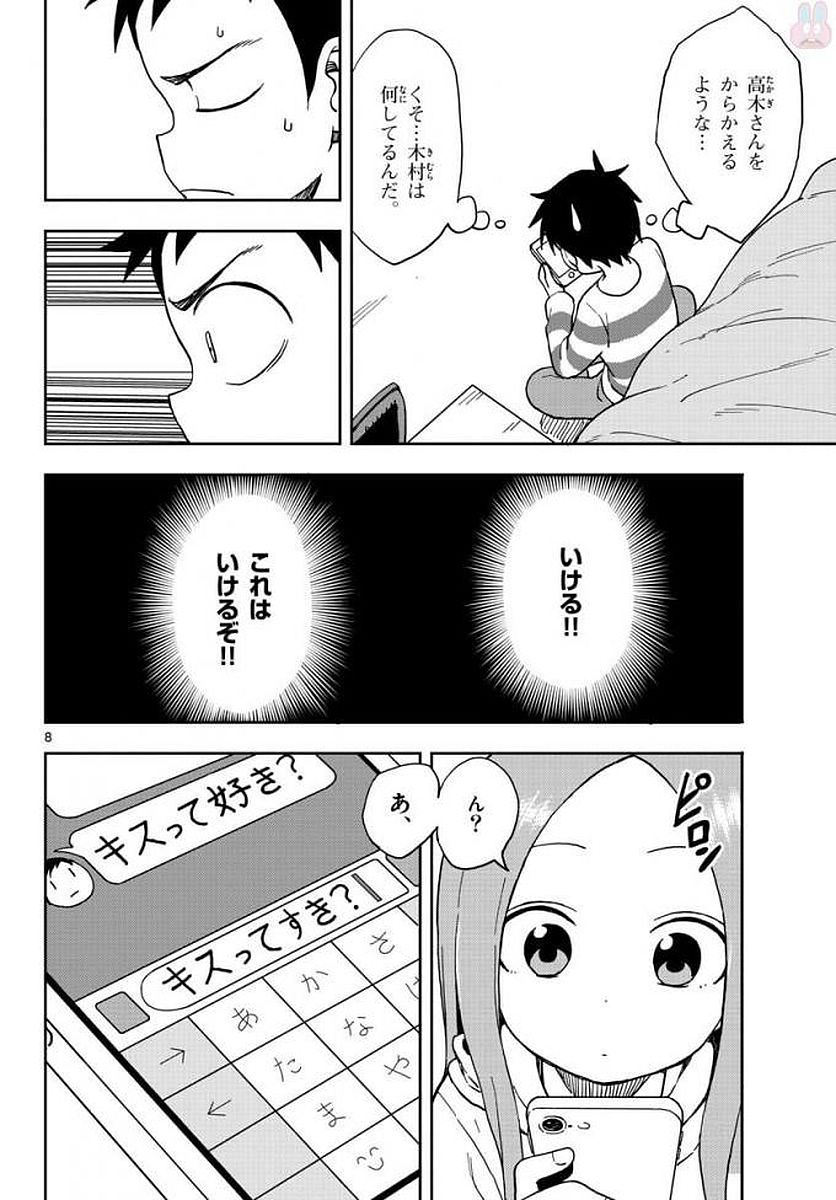 高木さんを
からかえる
ような…
くそ…木村は
何してるんだ。
いける!!
これは
いけるぞ!!
8
ピロン
ん?
あ、
キスって好き?
キスってすき?
あ か さ
→ た な は
← ま や